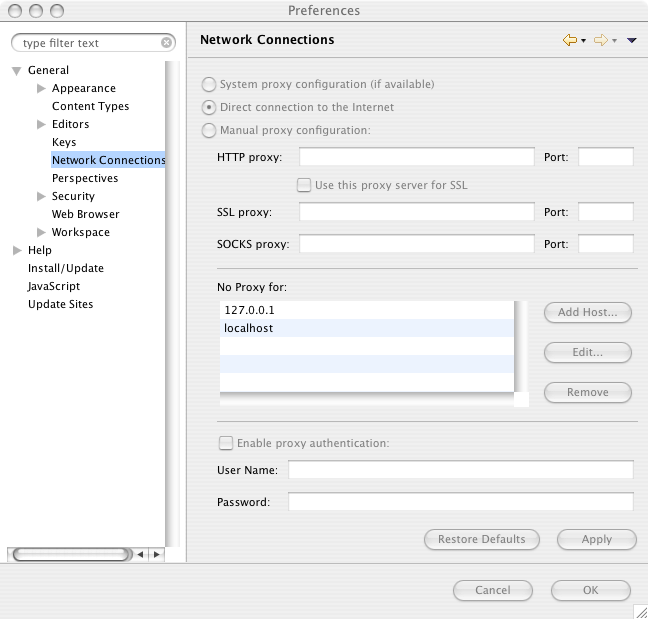 Preferences
type filter text
General
Appearance
Content Types
Editors
Keys
Network Connections
Perspectives
Security
Web Browser
Workspace
Help
Install/Update
JavaScript
Update Sites
Network Connections
System proxy configuration (if available)
Direct connection to the Internet
Manual proxy configuration:
HTTP proxy: Port:
Use this proxy server for SSL
SSL proxy: Port:
SOCKS proxy: Port:
No Proxy for:
127.0.0.1
localhost
Add Host...
Edit...
Remove
Enable proxy authentication:
User Name:
Password:
Restore Defaults Apply
Cancel OK